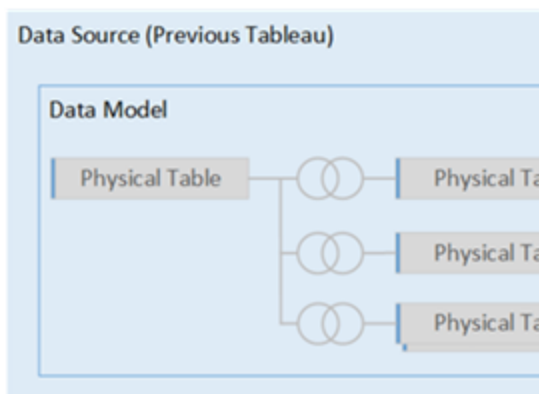 Data Source (Previous Tableau)
Data Model
Physical Table
Physical Ta
Physical Ta
Physical Ta